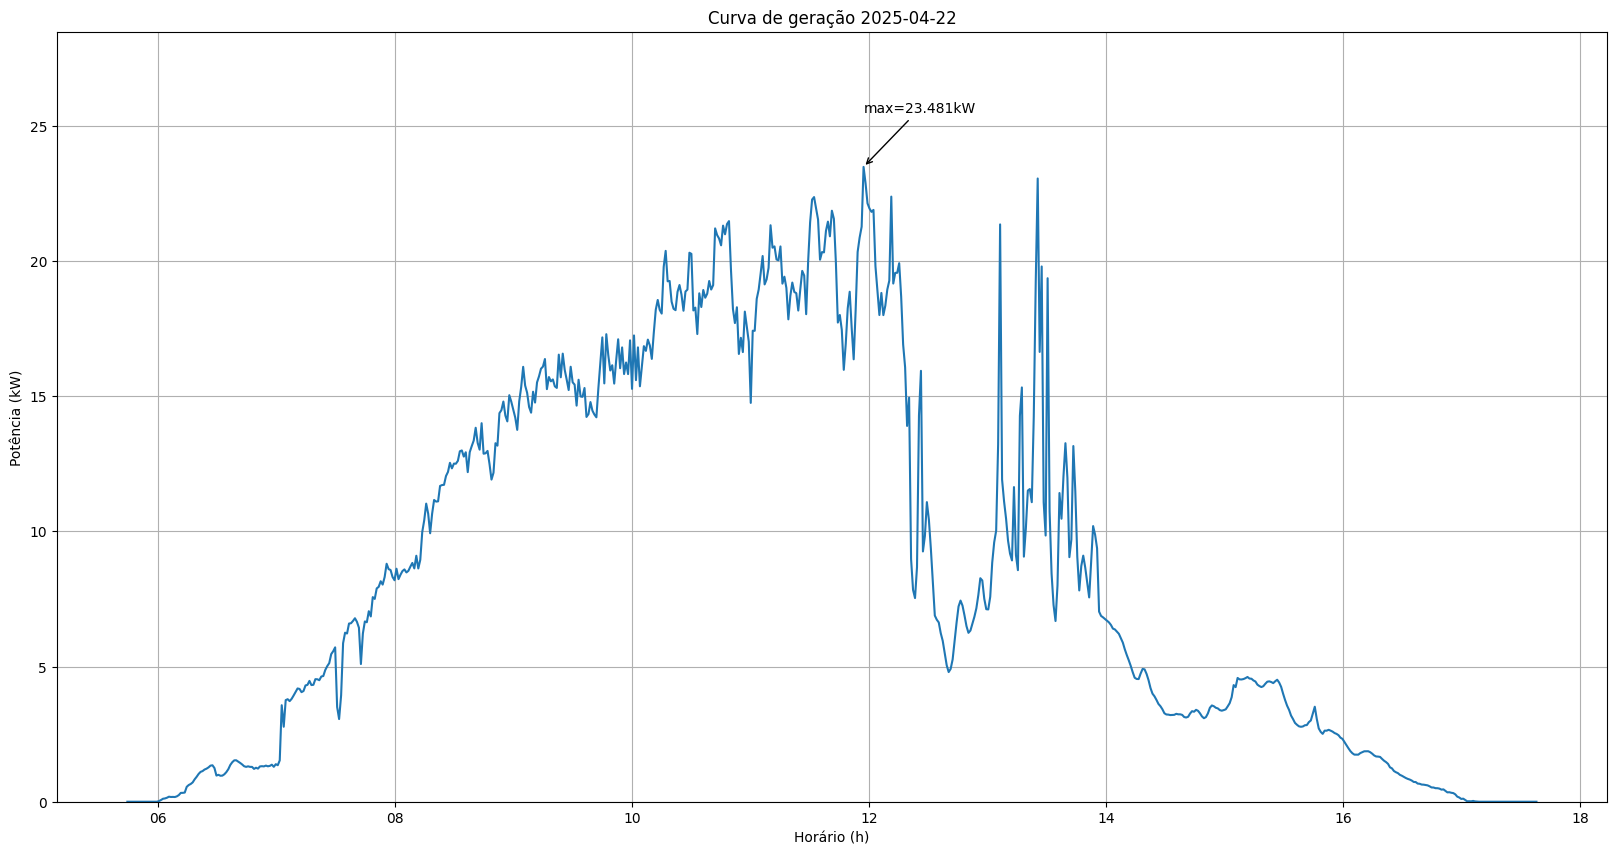 Curva de geração 2025-04-22
max=23.481kW
25
20
15
10
5
0
Potência (kW)
06 08 10 12 14 16 18
Horário (h)